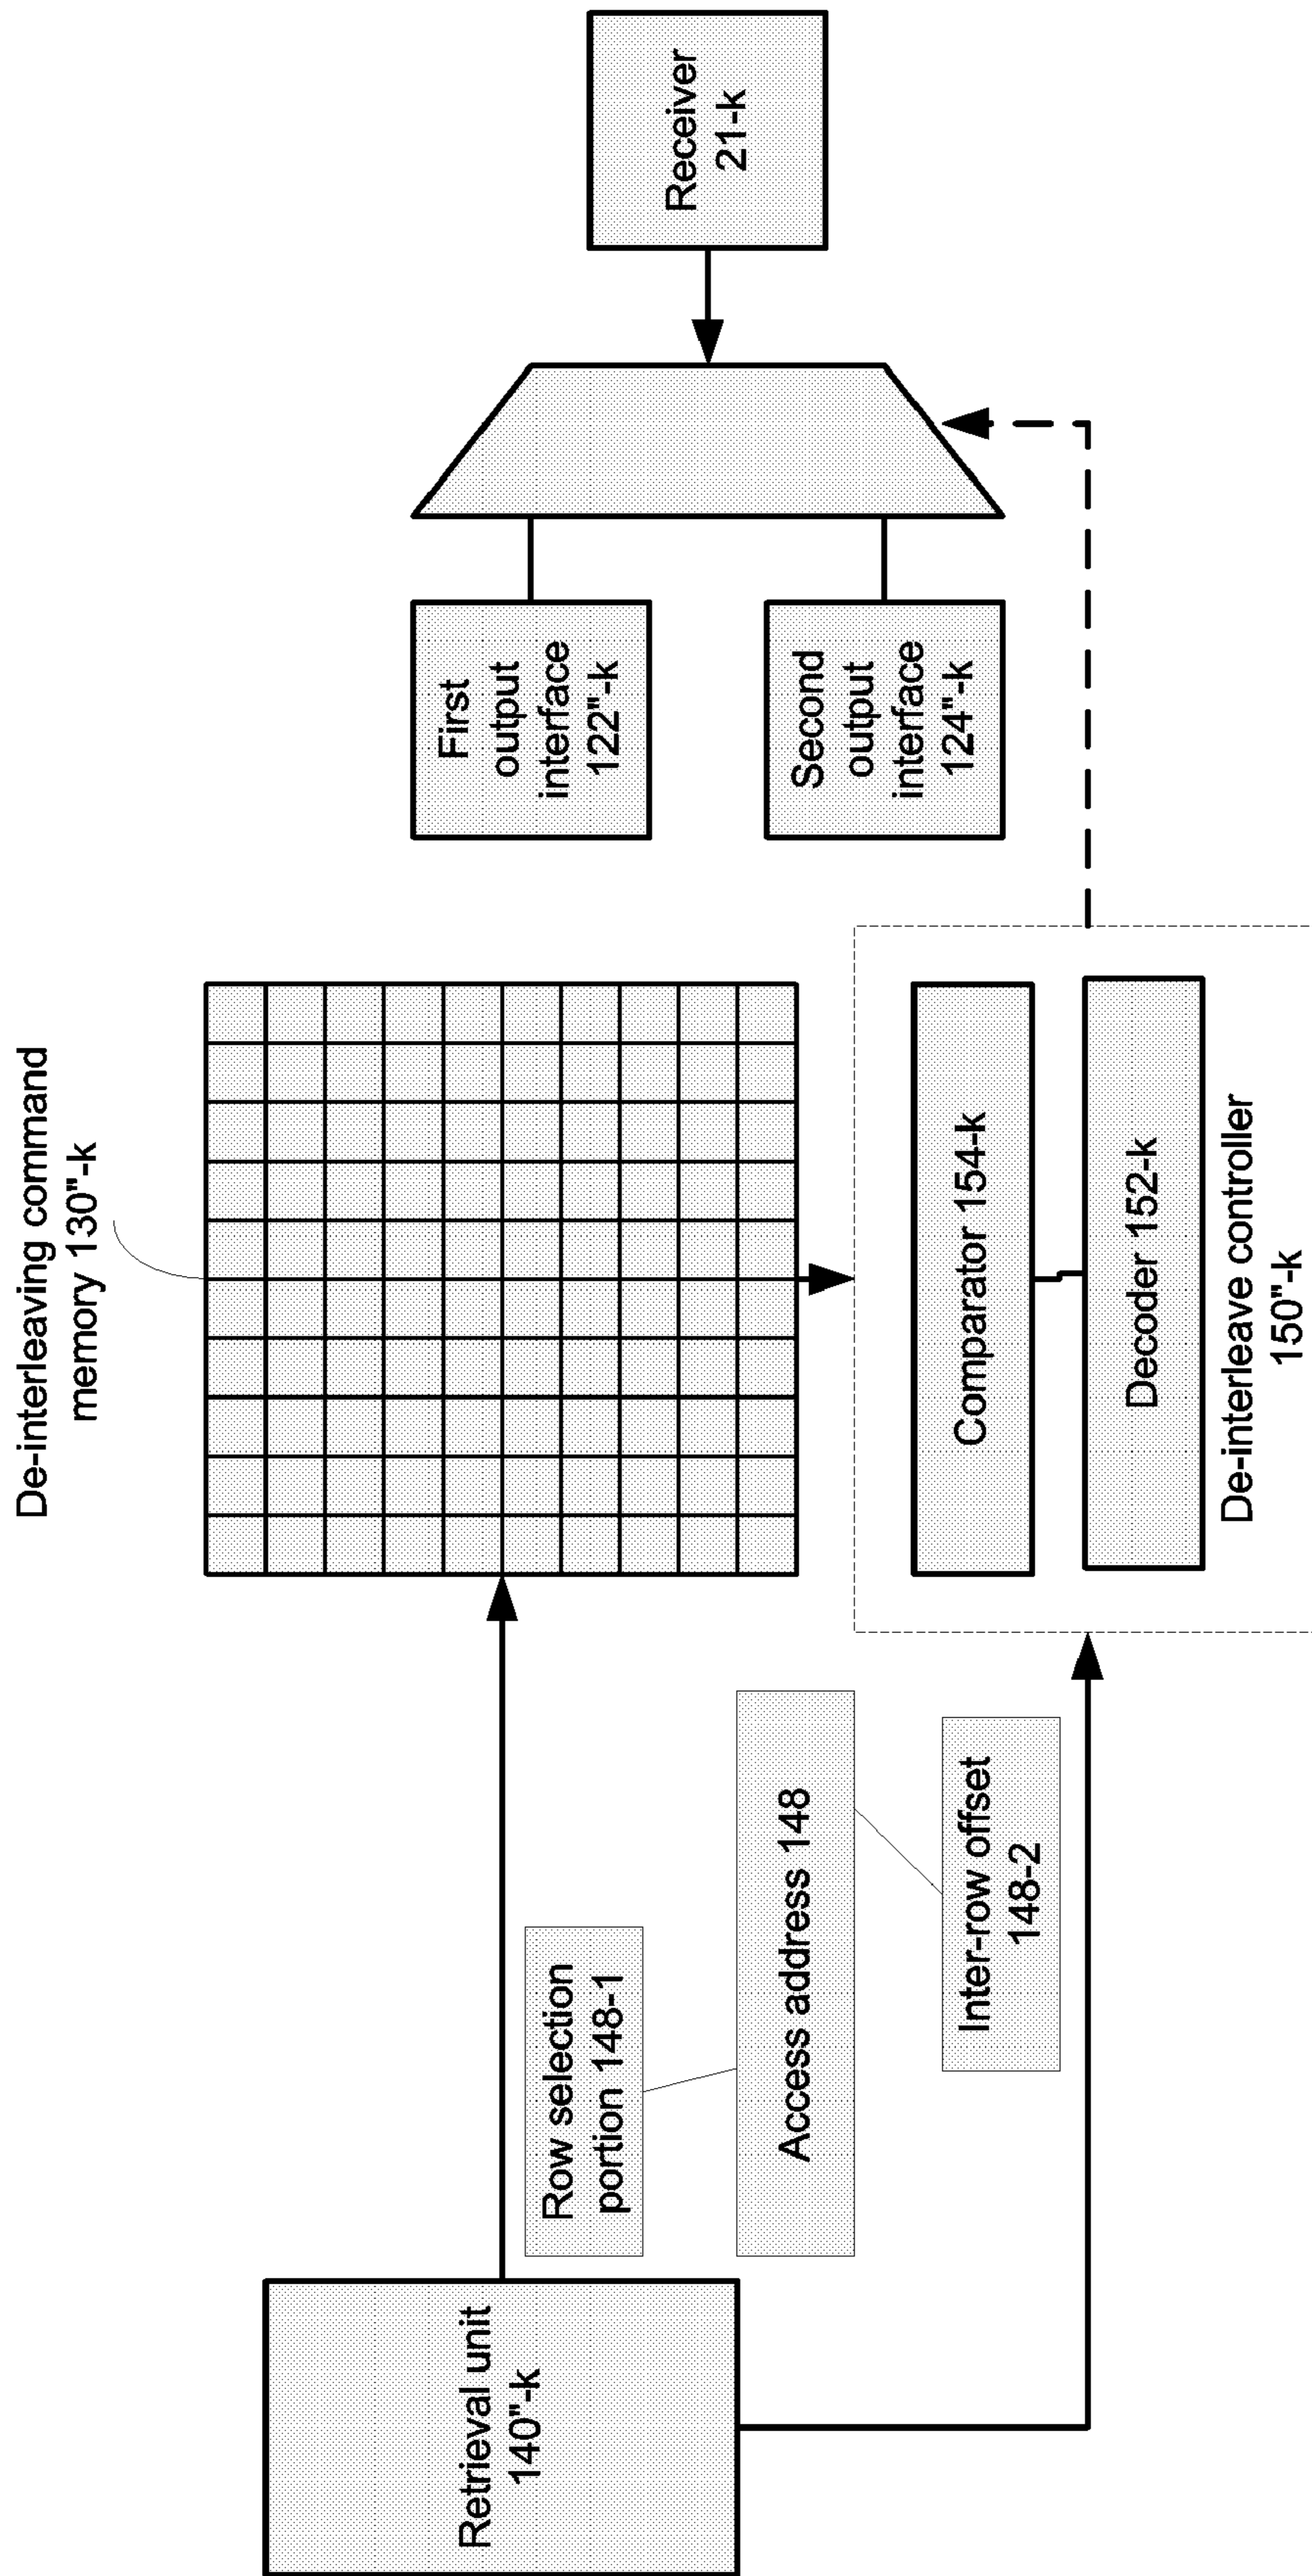 De-interleaving command
memory 130"-k
Retrieval unit
140"-k
Row selection
portion 148-1
Access address 148
Inter-row offset
148-2
Comparator 154-k
Decoder 152-k
De-interleave controller
150"-k
First
output
interface
122"-k
Second
output
interface
124"-k
Receiver
21-k